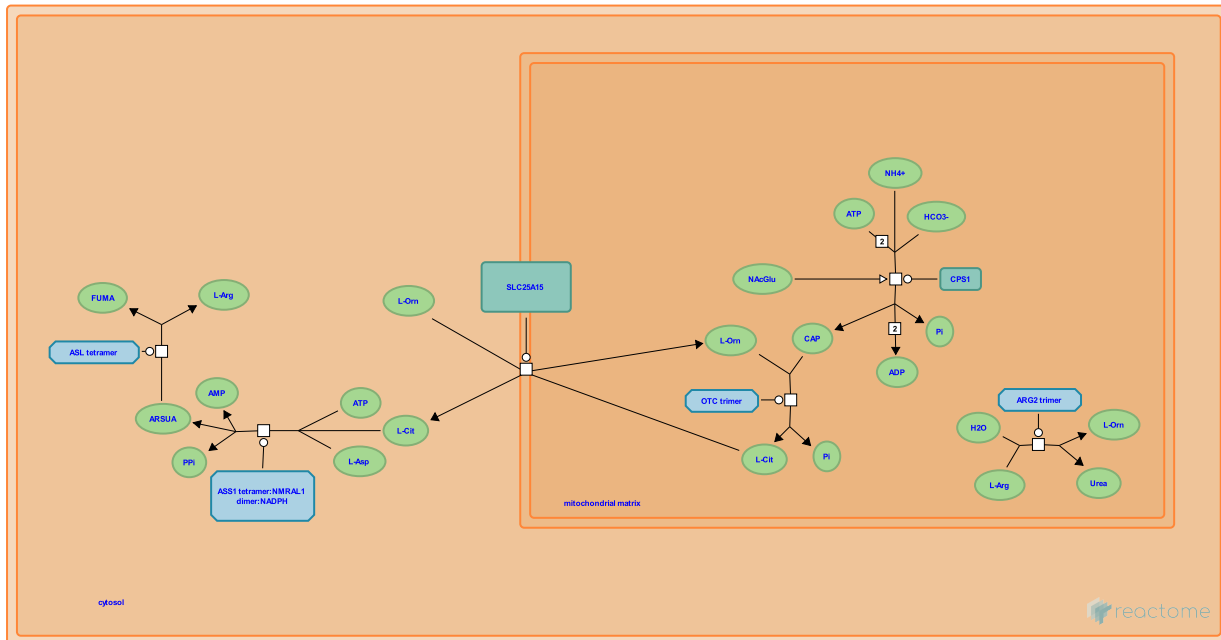 NH4+
ATP
HCO3-
2
NAcGlu
CPS1
SLC25A15
FUMA
L-Arg
L-Orn
2
Pi
L-Orn
CAP
ASL tetramer
ADP
AMP
ATP
OTC trimer
ARG2 trimer
ARSUA
L-Cit
H2O
L-Orn
PPi
L-Asp
L-Cit
Pi
L-Arg
Urea
ASS1 tetramer:NMRAL1
dimer:NADPH
mitochondrial matrix
cytosol
reactome